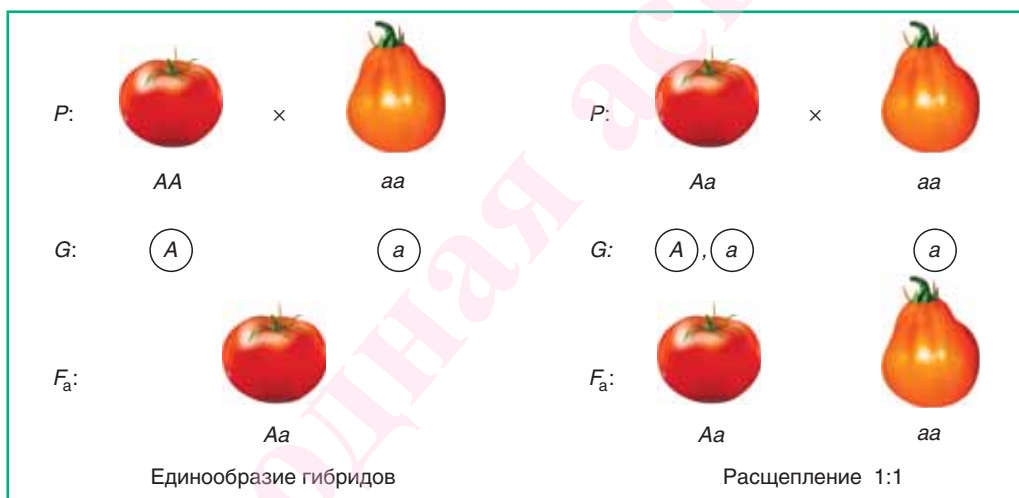 P: × P: ×
AA aa Aa aa
G: A a G: A , a a
Fa: Fa:
Aa Aa aa
Единообразие гибридов Расщепление 1:1